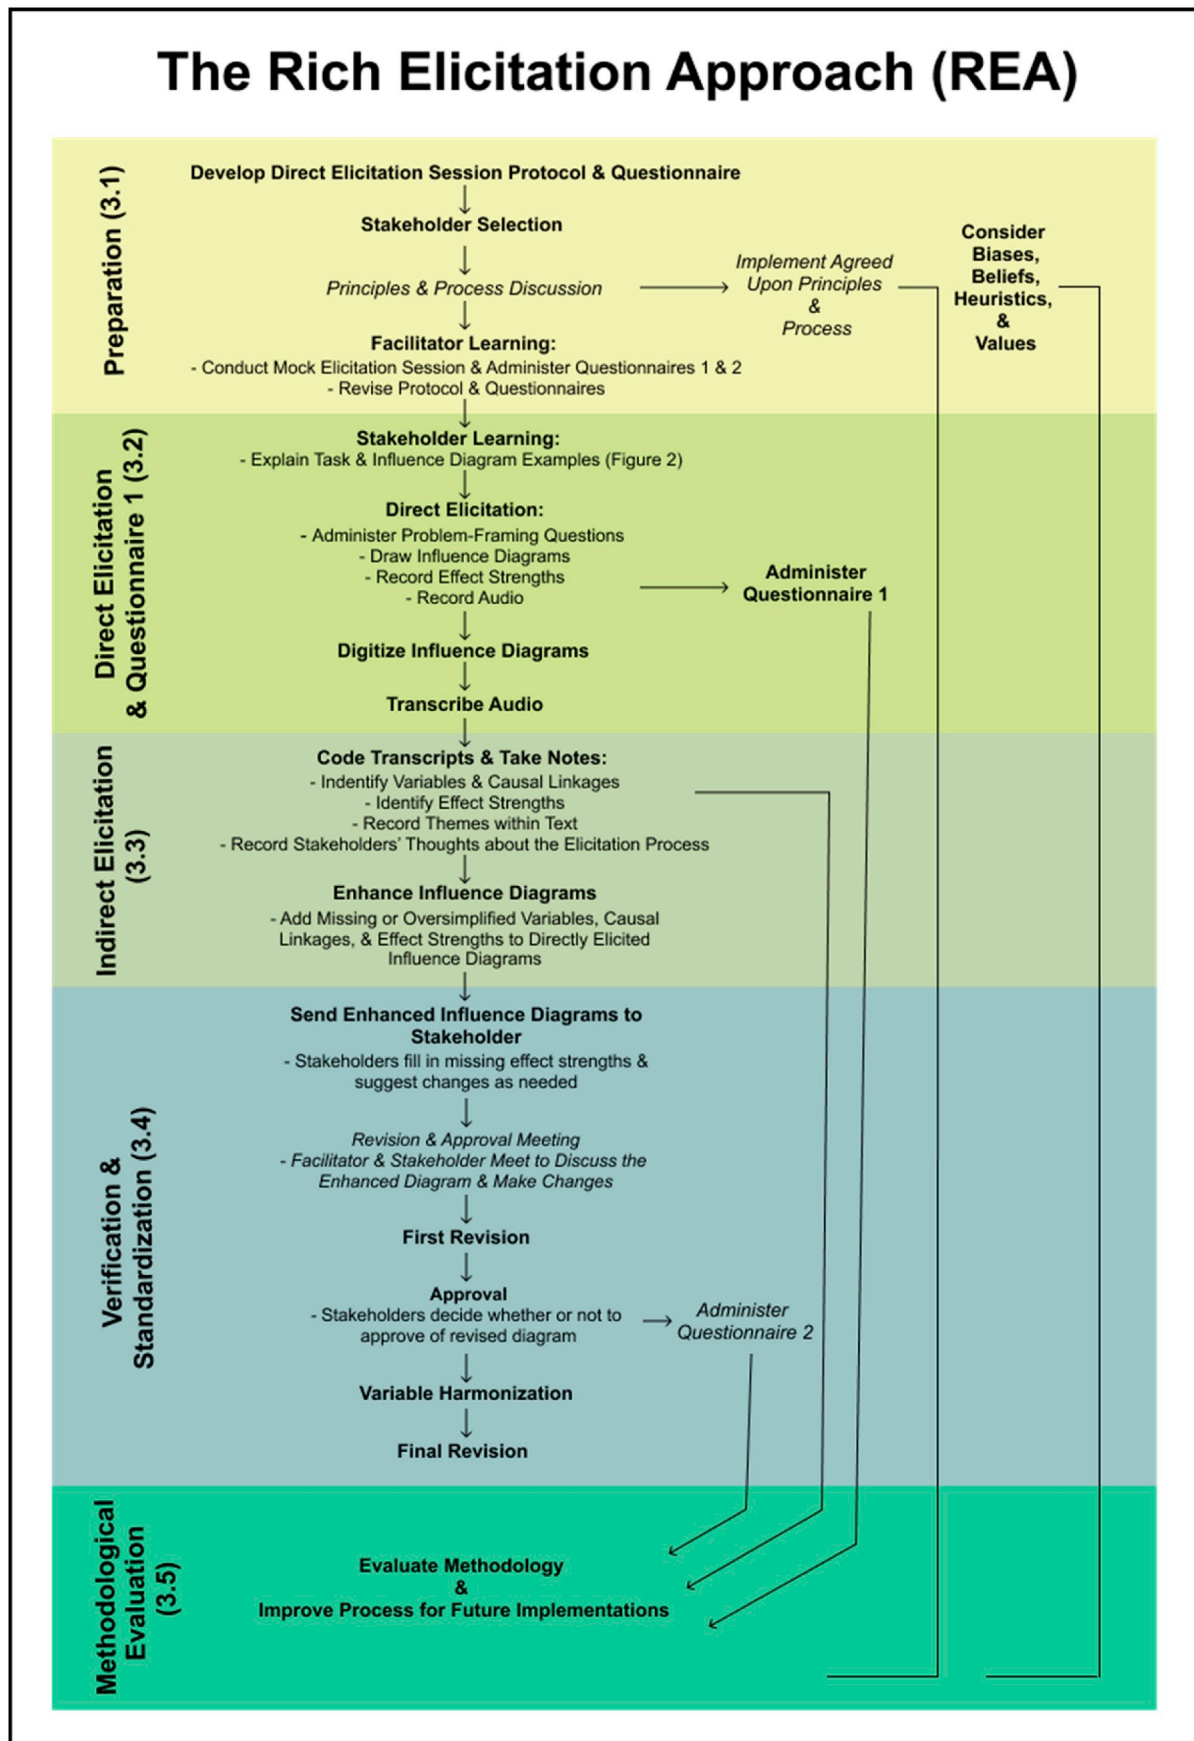 The Rich Elicitation Approach (REA)
Preparation (3.1)
Develop Direct Elicitation Session Protocol & Questionnaire
Stakeholder Selection
Principles & Process Discussion
Implement Agreed
Upon Principles
&
Process
Consider
Biases,
Beliefs,
Heuristics,
&
Values
Facilitator Learning:
- Conduct Mock Elicitation Session & Administer Questionnaires 1 & 2
- Revise Protocol & Questionnaires
Direct Elicitation
& Questionnaire 1 (3.2)
Stakeholder Learning:
- Explain Task & Influence Diagram Examples (Figure 2)
Direct Elicitation:
- Administer Problem-Framing Questions
- Draw Influence Diagrams
- Record Effect Strengths
- Record Audio
Administer
Questionnaire 1
Digitize Influence Diagrams
Transcribe Audio
Indirect Elicitation
(3.3)
Code Transcripts & Take Notes:
- Indentify Variables & Causal Linkages
- Identify Effect Strengths
- Record Themes within Text
- Record Stakeholders' Thoughts about the Elicitation Process
Enhance Influence Diagrams
- Add Missing or Oversimplified Variables, Causal
Linkages, & Effect Strengths to Directly Elicited
Influence Diagrams
Verification &
Standardization (3.4)
Send Enhanced Influence Diagrams to
Stakeholder
- Stakeholders fill in missing effect strengths &
suggest changes as needed
Revision & Approval Meeting
- Facilitator & Stakeholder Meet to Discuss the
Enhanced Diagram & Make Changes
First Revision
Approval
- Stakeholders decide whether or not to
approve of revised diagram
Administer
Questionnaire 2
Variable Harmonization
Final Revision
Methodological
Evaluation
(3.5)
Evaluate Methodology
&
Improve Process for Future Implementations